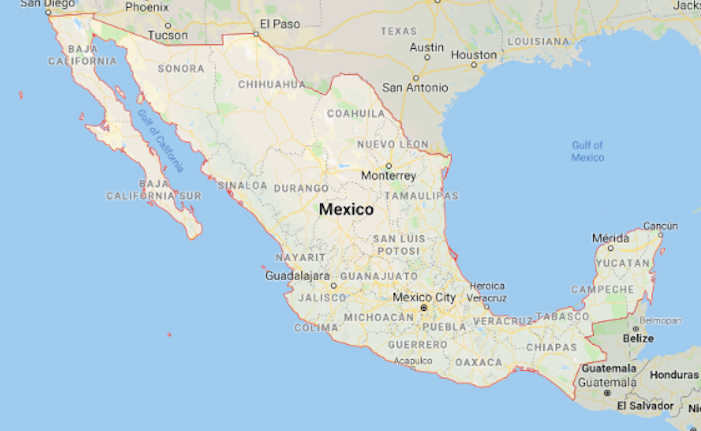 San Diego
Phoenix
Tucson
El Paso
TEXAS
Austin
Houston
LOUISIANA
Jacks
San Antonio
BAJA
CALIFORNIA
SONORA
CHIHUAHUA
COAHUILA
Gulf of California
NUEVO LEON
Gulf of
Mexico
Monterrey
BAJA
CALIFORNIA SUR
SINALOA
DURANGO
TAMAULIPAS
Mexico
SAN LUIS
POTOSI
NAYARIT
Guadalajara
GUANAJUATO
Heroica
Veracruz
Mérida
Cancún
YUCATAN
CAMPECHE
JALISCO
Mexico City
MICHOACÁN
COLIMA
PUEBLA
VERACRUZ
TABASCO
Belmopan
Belize
GUERRERO
CHIAPAS
Acapulco
OAXACA
Guatemala
Guatemala
Honduras
El Salvador
Ni